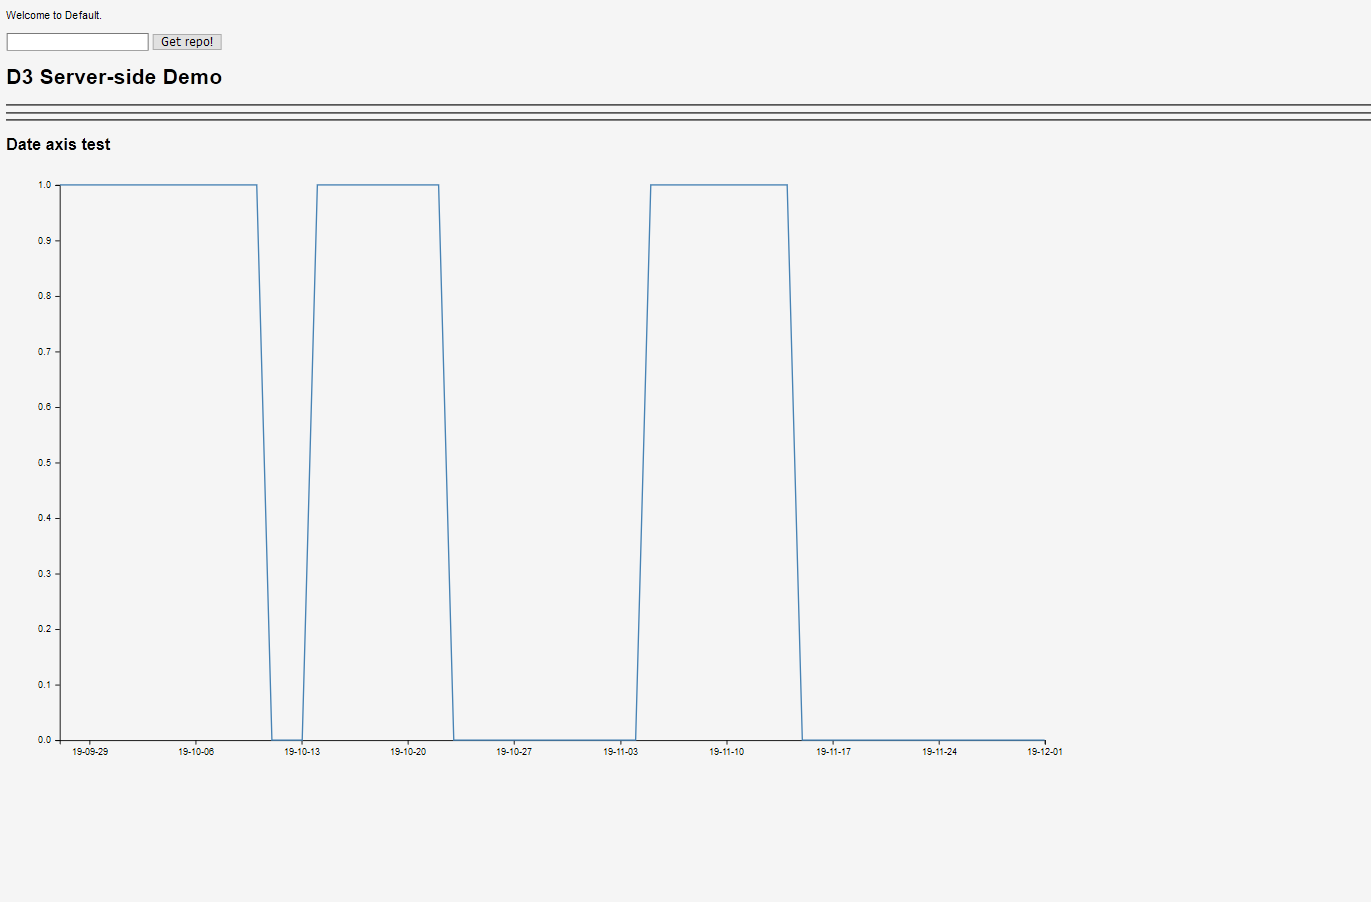 Welcome to Default.
Get repo!
D3 Server-side Demo
Date axis test
1.0
0.9
0.8
0.7
0.6
0.5
0.4
0.3
0.2
0.1
0.0
19-09-29 19-10-06 19-10-13 19-10-20 19-10-27 19-11-03 19-11-10 19-11-17 19-11-24 19-12-01